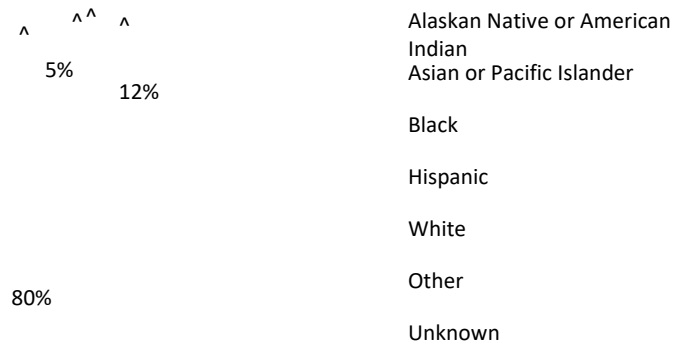 ^ ^ ^ ^
5%
12%
80%
Alaskan Native or American
Indian
Asian or Pacific Islander
Black
Hispanic
White
Other
Unknown